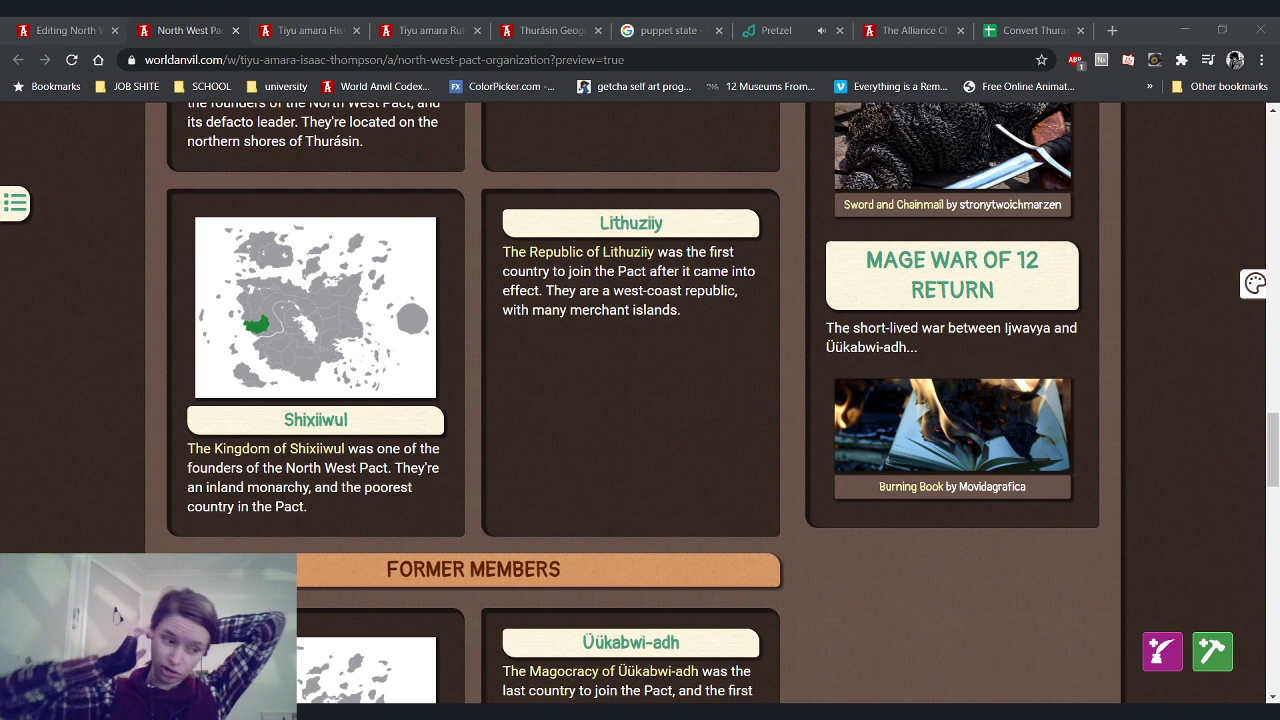 Editing North W
North West Pa
Tiyu amara His
Tiyu amara Ru
Thurásin Geog
puppet state -
Pretzel
The Alliance C
Convert Thura
worldanvil.com/w/tiyu-amara-isaac-thompson/a/north-west-pact-organization?preview=true
Bookmarks
JOB SHITE
SCHOOL
university
World Anvil Codex...
ColorPicker.com -...
getcha self art prog...
12 Museums From...
Everything is a Rem...
Free Online Animat...
»
Other bookmarks
the founders of the North West Pact, and
its defacto leader. They're located on the
northern shores of Thurásin.
Shixiiwul
The Kingdom of Shixiiwul was one of the
founders of the North West Pact. They're
an inland monarchy, and the poorest
country in the Pact.
Lithuziiy
The Republic of Lithuziiy was the first
country to join the Pact after it came into
effect. They are a west-coast republic,
with many merchant islands.
FORMER MEMBERS
Üükabwi-adh
The Magocracy of Üükabwi-adh was the
last country to join the Pact, and the first
Sword and Chainmail by stronytwoichmarzen
MAGE WAR OF 12
RETURN
The short-lived war between Ijwavya and
Üükabwi-adh...
Burning Book by Movidagrafica